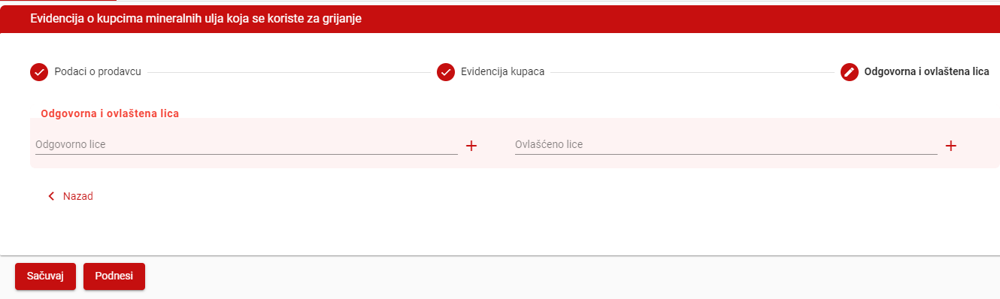 Evidencija o kupcima mineralnih ulja koja se koriste za grijanje
Podaci o prodavcu
Evidencija kupaca
Odgovorna i ovlaštena lica
Odgovorna i ovlaštena lica
Odgovorno lice
Ovlašćeno lice
Nazad
Sačuvaj
Podnesi